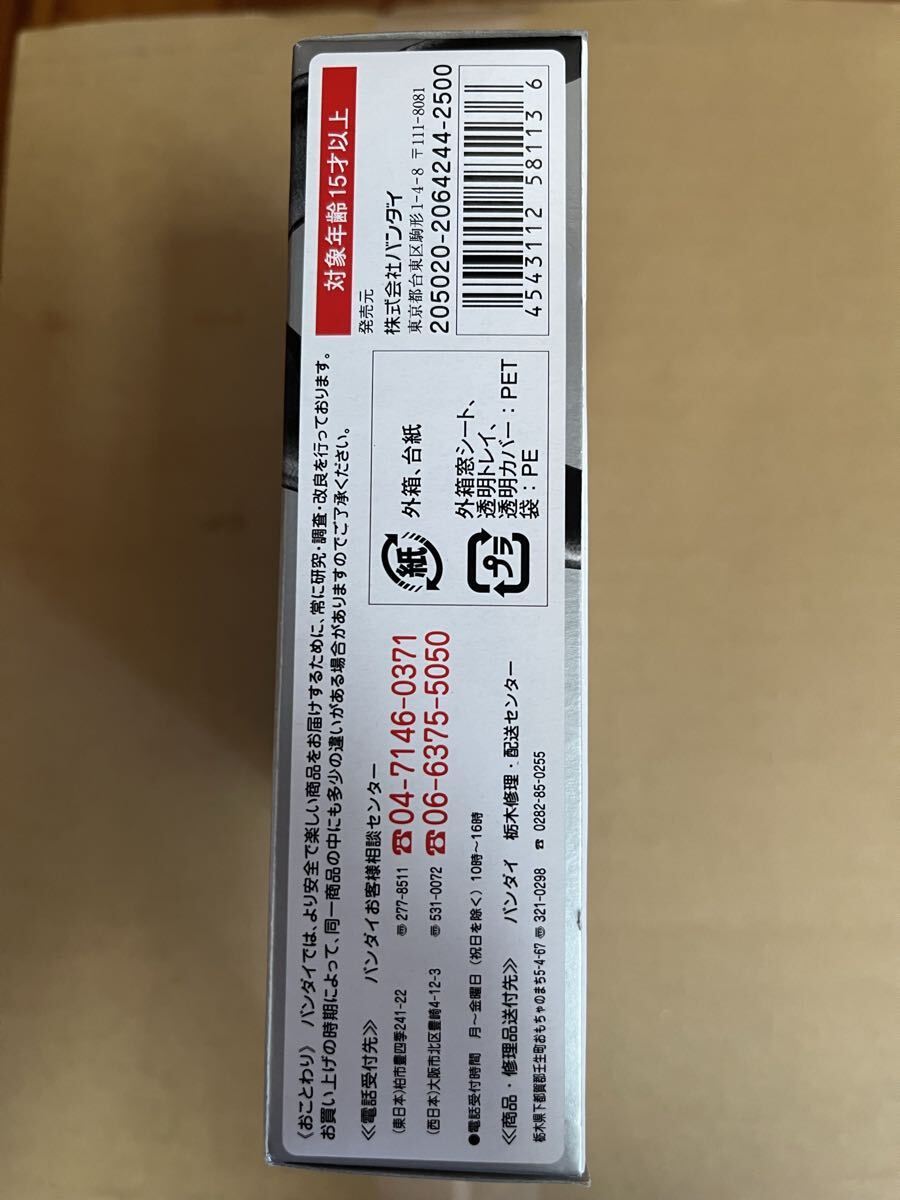 〈おことわり〉 バンダイでは、より安全で楽しい商品をお届けするために、常に研究・調査・改良を行っております。
お買い上げの時期によって、同一商品の中にも多少の違いがある場合がありますのでご了承ください。
≪電話受付先≫ バンダイお客様相談センター
(東日本)柏市豊四季241-22 〠277-8511 ☎04-7146-0371
(西日本)大阪市北区豊崎4-12-3 〠531-0072 ☎06-6375-5050
●電話受付時間 月〜金曜日(祝日を除く)10時〜16時
≪商品・修理品送付先≫ バンダイ 栃木修理・配送センター
栃木県下都賀郡壬生町おもちゃのまち5-4-67 〠321-0298 ☎0282-85-0255
紙 外箱、台紙
プラ 外箱窓シート、
透明トレイ、
透明カバー:PET
袋:PE
対象年齢15才以上
発売元
株式会社バンダイ
東京都台東区駒形1-4-8 〒111-8081
205020-2064244-2500
4543112 581136